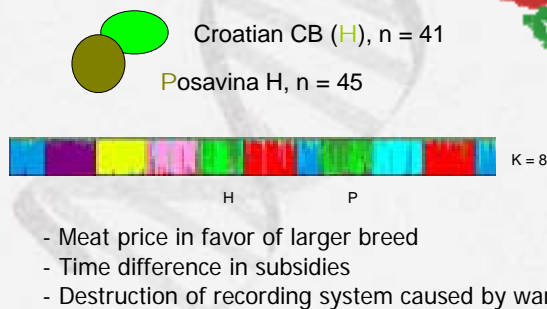 Croatian CB (H), n = 41
Posavina H, n = 45
K = 8
H P
- Meat price in favor of larger breed
- Time difference in subsidies
- Destruction of recording system caused by war